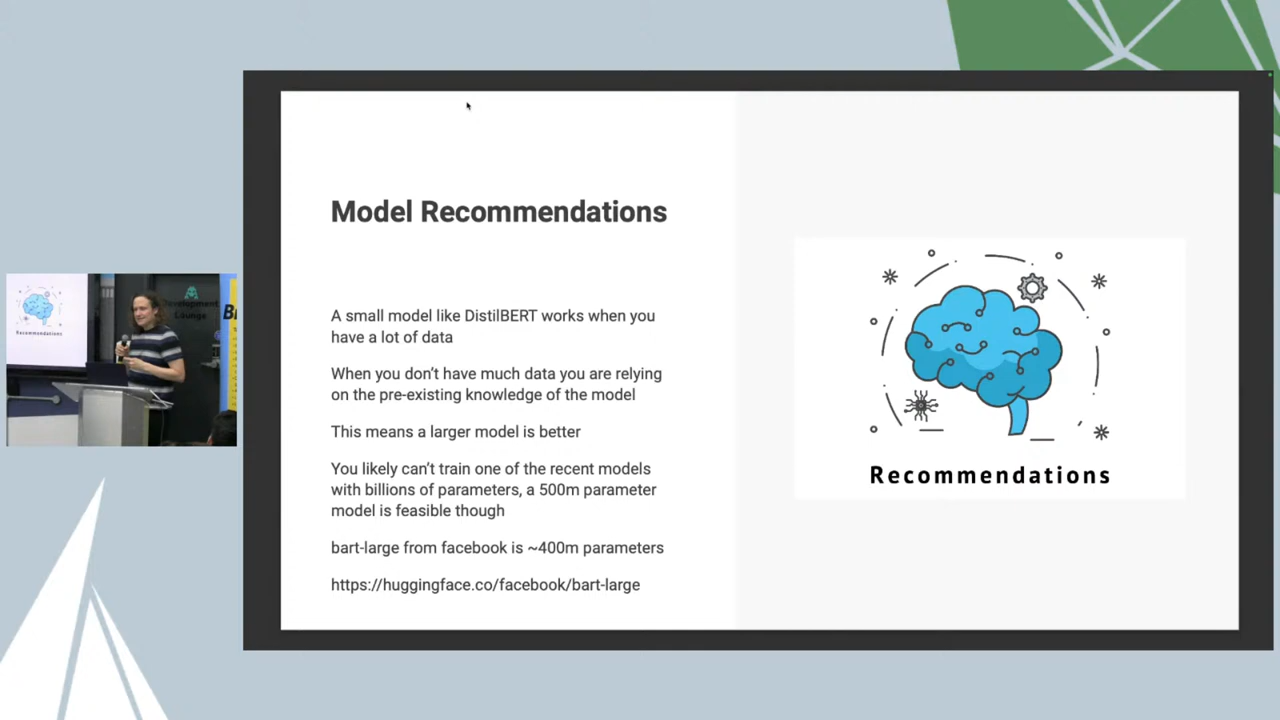 Model Recommendations
A small model like DistilBERT works when you
have a lot of data
When you don’t have much data you are relying
on the pre-existing knowledge of the model
This means a larger model is better
You likely can’t train one of the recent models
with billions of parameters, a 500m parameter
model is feasible though
bart-large from facebook is ~400m parameters
https://huggingface.co/facebook/bart-large
Recommendations
Recommendations
Development
Lounge